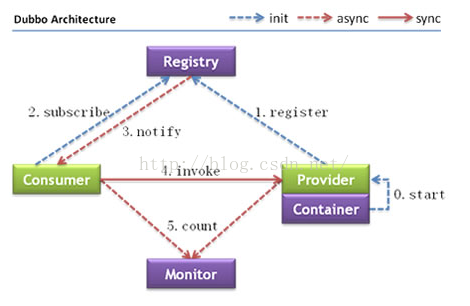 Dubbo Architecture
init
async
sync
Registry
2. subscribe
1. register
3. notify
http://blog.csdn.net/
4. invoke
Consumer
Provider
Container
0. start
5. count
Monitor